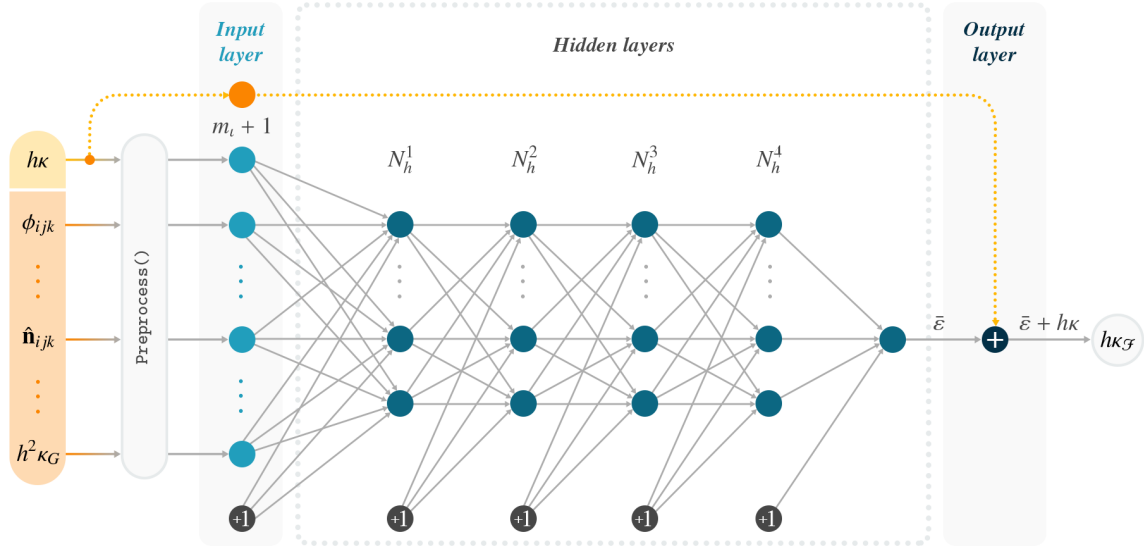 Input
layer
Hidden layers
Output
layer
m_ι + 1
hκ
N_h^1
N_h^2
N_h^3
N_h^4
ϕ_ijk
Preprocess()
n̂_ijk
ε̄
ε̄ + hκ
+
hκ_ℱ
h²κ_G
+1
+1
+1
+1
+1